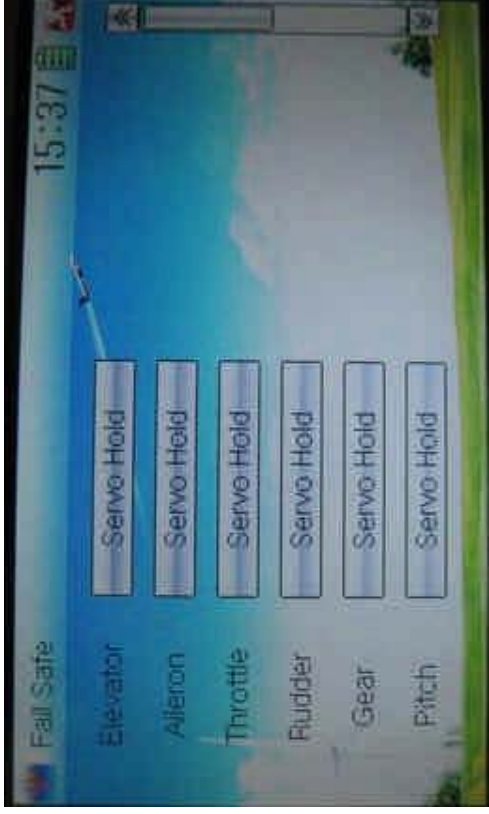 Fail Safe 15:37
Elevator Servo Hold
Aileron Servo Hold
Throttle Servo Hold
Rudder Servo Hold
Gear Servo Hold
Pitch Servo Hold